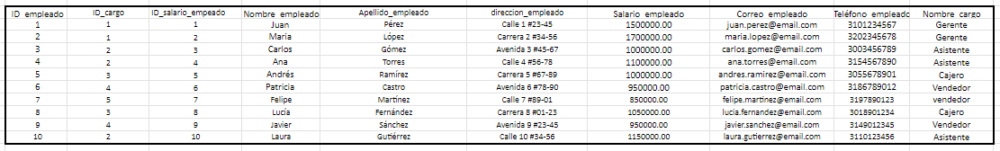 ID_empleado ID_cargo ID_salario_empeado Nombre_empleado Apellido_empleado direccion_empleado Salario_empleado Correo_empleado Teléfono_empleado Nombre_cargo
1 1 1 Juan Pérez Calle 1 #23-45 1500000.00 juan.perez@email.com 3101234567 Gerente
2 1 2 Maria López Carrera 2 #34-56 1700000.00 maria.lopez@email.com 3202345678 Gerente
3 2 3 Carlos Gómez Avenida 3 #45-67 1000000.00 carlos.gomez@email.com 3003456789 Asistente
4 2 4 Ana Torres Calle 4 #56-78 1100000.00 ana.torres@email.com 3154567890 Asistente
5 3 5 Andrés Ramírez Carrera 5 #67-89 1000000.00 andres.ramirez@email.com 3055678901 Cajero
6 4 6 Patricia Castro Avenida 6 #78-90 950000.00 patricia.castro@email.com 3186789012 Vendedor
7 5 7 Felipe Martínez Calle 7 #89-01 850000.00 felipe.martinez@email.com 3197890123 vendedor
8 3 8 Lucía Fernández Carrera 8 #01-23 1050000.00 lucia.fernandez@email.com 3018901234 Cajero
9 4 9 Javier Sánchez Avenida 9 #23-45 950000.00 javier.sanchez@email.com 3149012345 Vendedor
10 2 10 Laura Gutiérrez Calle 10 #34-56 1150000.00 laura.gutierrez@email.com 3110123456 Asistente